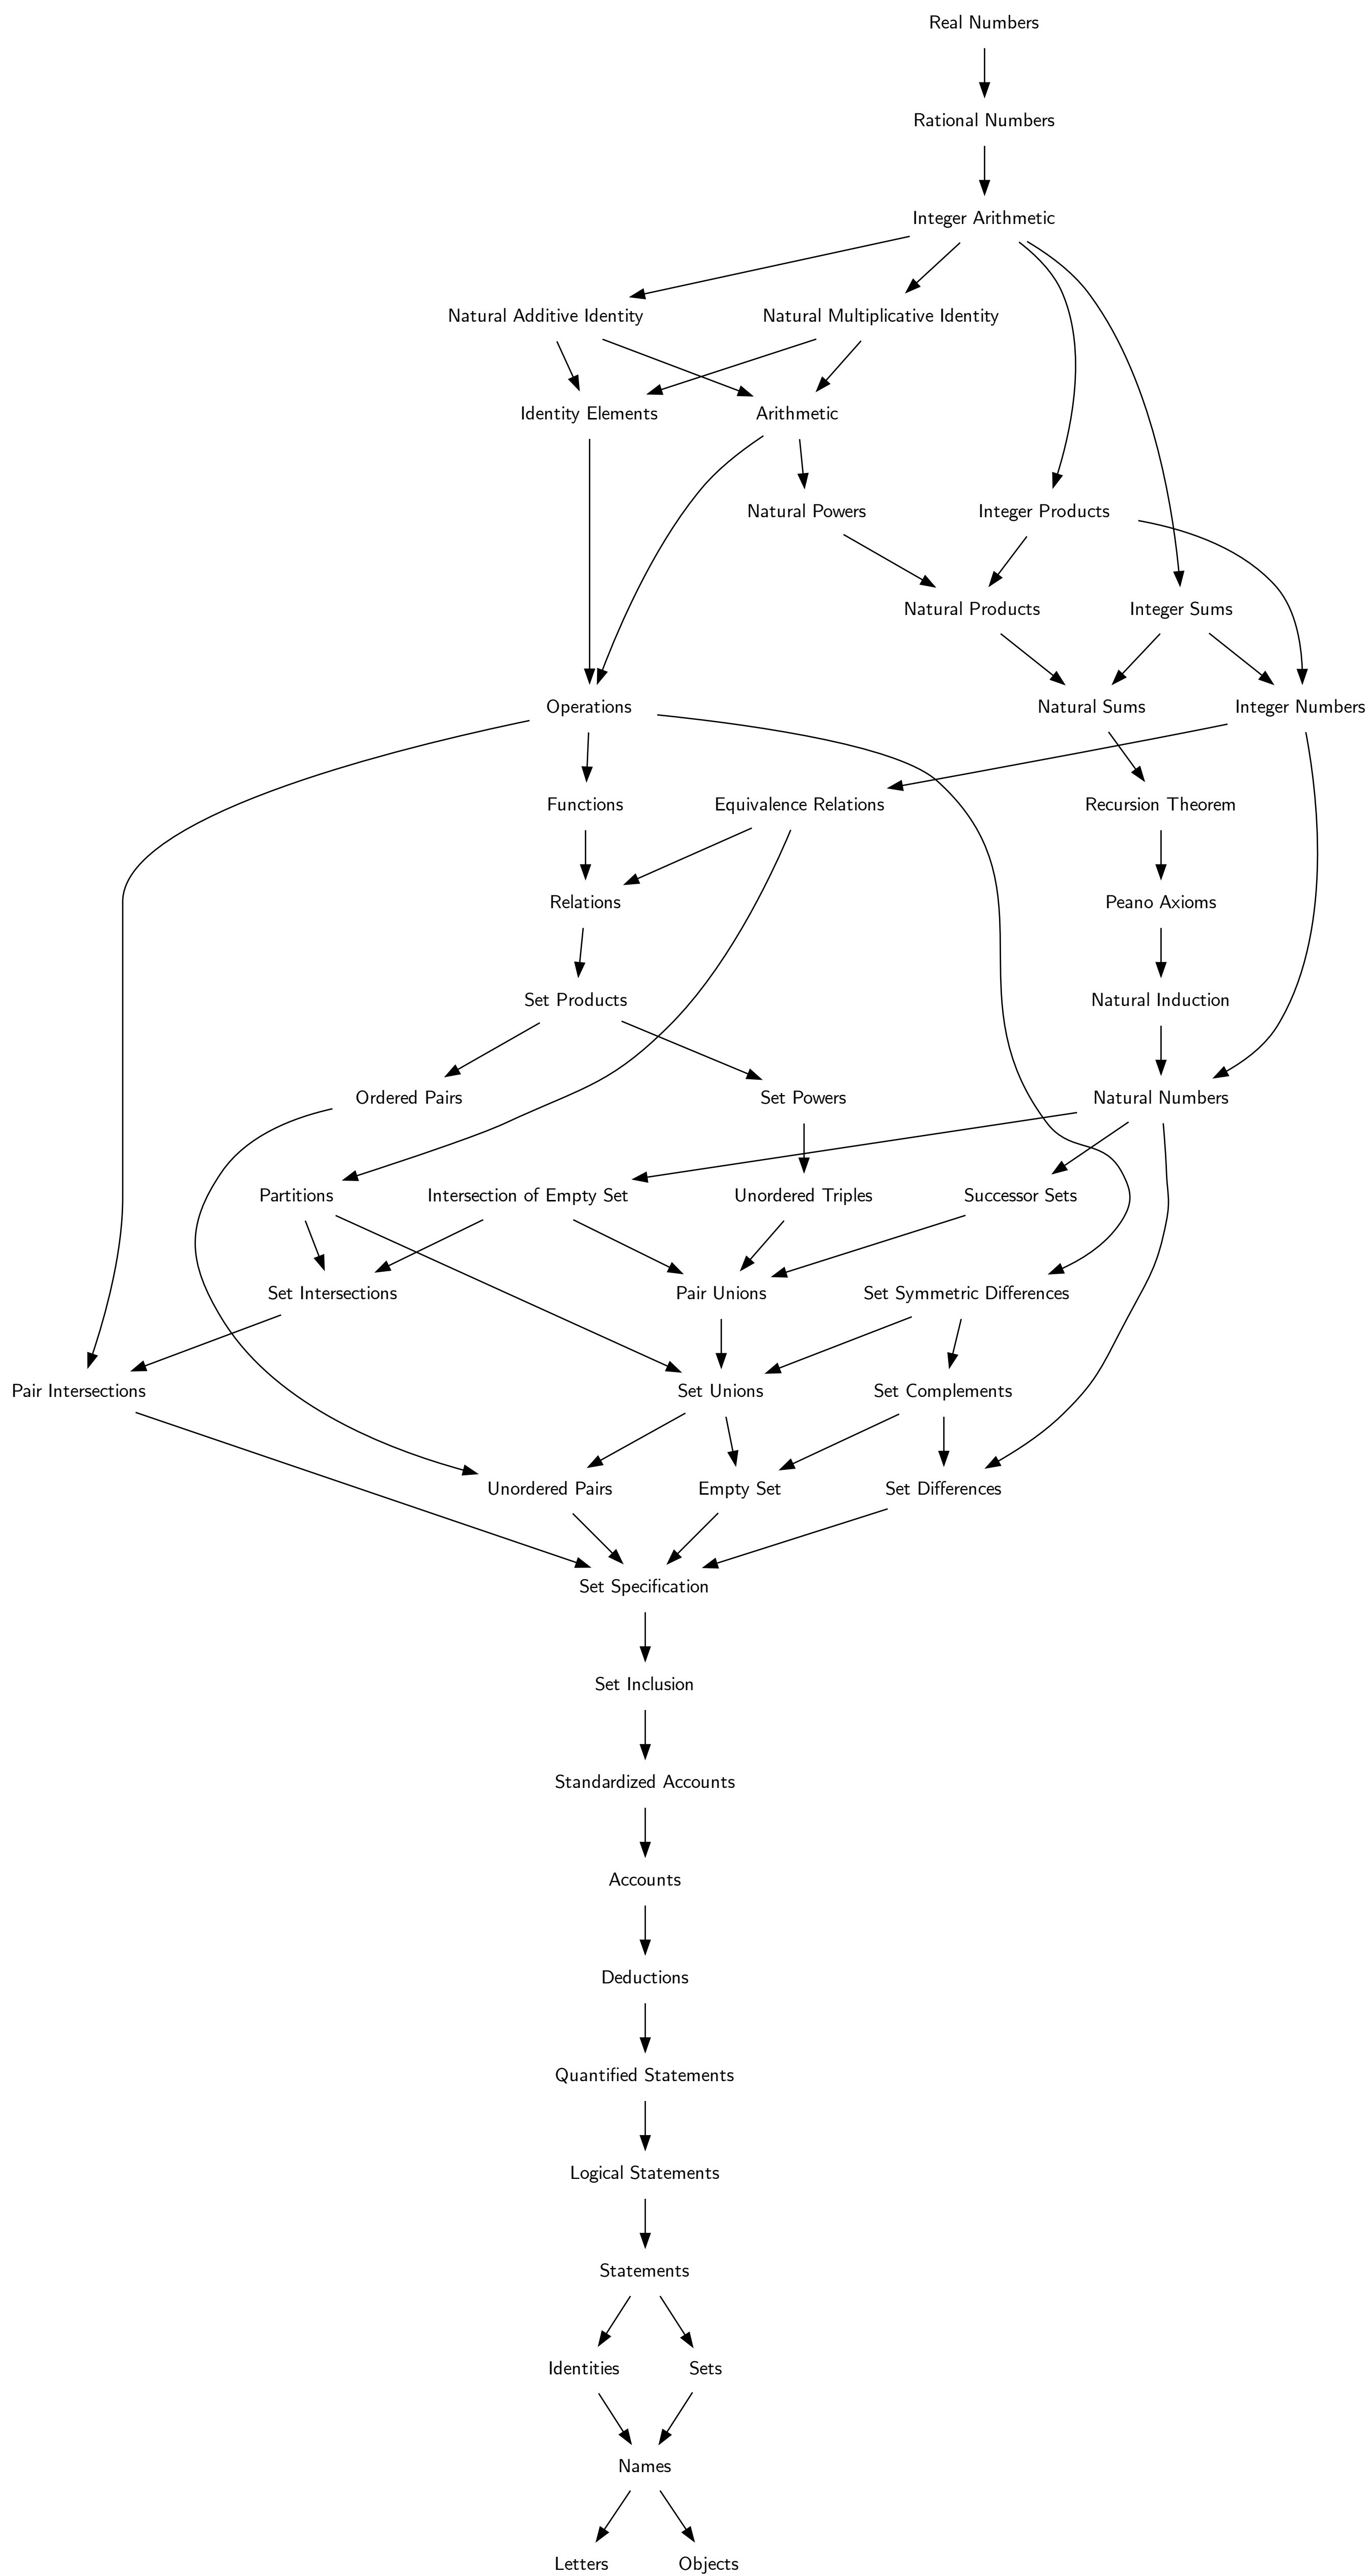 Real Numbers
Rational Numbers
Integer Arithmetic
Natural Additive Identity
Natural Multiplicative Identity
Identity Elements
Arithmetic
Natural Powers
Integer Products
Natural Products
Integer Sums
Operations
Natural Sums
Integer Numbers
Functions
Equivalence Relations
Recursion Theorem
Relations
Peano Axioms
Set Products
Natural Induction
Ordered Pairs
Set Powers
Natural Numbers
Partitions
Intersection of Empty Set
Unordered Triples
Successor Sets
Set Intersections
Pair Unions
Set Symmetric Differences
Pair Intersections
Set Unions
Set Complements
Unordered Pairs
Empty Set
Set Differences
Set Specification
Set Inclusion
Standardized Accounts
Accounts
Deductions
Quantified Statements
Logical Statements
Statements
Identities
Sets
Names
Letters
Objects